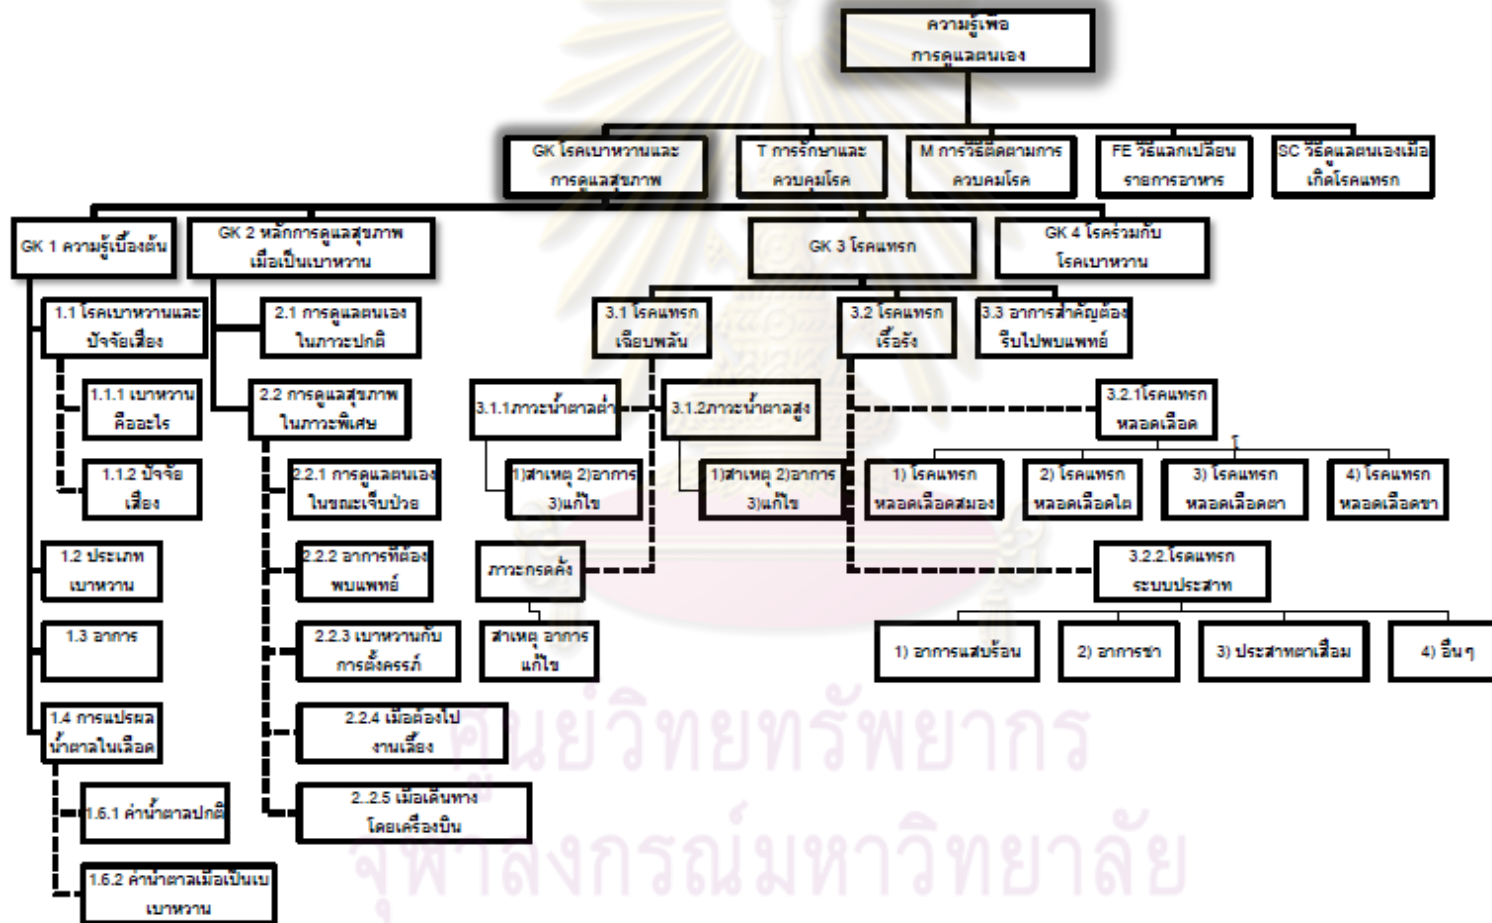 ความรู้เพื่อ
การดูแลตนเอง
GK โรคเบาหวานและ
การดูแลสุขภาพ
T การรักษาและ
ควบคุมโรค
M การวิธีติดตามการ
ควบคุมโรค
FE วิธีแลกเปลี่ยน
รายการอาหาร
SC วิธีดูแลตนเองเมื่อ
เกิดโรคแทรก
GK 1 ความรู้เบื้องต้น
GK 2 หลักการดูแลสุขภาพ
เมื่อเป็นเบาหวาน
GK 3 โรคแทรก
GK 4 โรคร่วมกับ
โรคเบาหวาน
1.1 โรคเบาหวานและ
ปัจจัยเสี่ยง
2.1 การดูแลตนเอง
ในภาวะปกติ
3.1 โรคแทรก
เฉียบพลัน
3.2 โรคแทรก
เรื้อรัง
3.3 อาการสำคัญต้อง
รีบไปพบแพทย์
1.1.1 เบาหวาน
คืออะไร
2.2 การดูแลสุขภาพ
ในภาวะพิเศษ
3.1.1ภาวะน้ำตาลต่ำ
3.1.2ภาวะน้ำตาลสูง
3.2.1โรคแทรก
หลอดเลือด
โ
1.1.2 ปัจจัย
เสี่ยง
2.2.1 การดูแลตนเอง
ในขณะเจ็บป่วย
1)สาเหตุ 2)อาการ
3)แก้ไข
1)สาเหตุ 2)อาการ
3)แก้ไข
1) โรคแทรก
หลอดเลือดสมอง
2) โรคแทรก
หลอดเลือดไต
3) โรคแทรก
หลอดเลือดตา
4) โรคแทรก
หลอดเลือดขา
1.2 ประเภท
เบาหวาน
2.2.2 อาการที่ต้อง
พบแพทย์
ภาวะกรดคั่ง
3.2.2.โรคแทรก
ระบบประสาท
1.3 อาการ
2.2.3 เบาหวานกับ
การตั้งครรภ์
สาเหตุ อาการ
แก้ไข
1) อาการแสบร้อน
2) อาการชา
3) ประสาทตาเสื่อม
4) อื่นๆ
1.4 การแปรผล
น้ำตาลในเลือด
2.2.4 เมื่อต้องไป
งานเลี้ยง
1.6.1 ค่าน้ำตาลปกติ
2..2.5 เมื่อเดินทาง
โดยเครื่องบิน
1.6.2 ค่าน้ำตาลเมื่อเป็นเบ
เบาหวาน
ศูนย์วิทยทรัพยากร
จุฬาลงกรณ์มหาวิทยาลัย